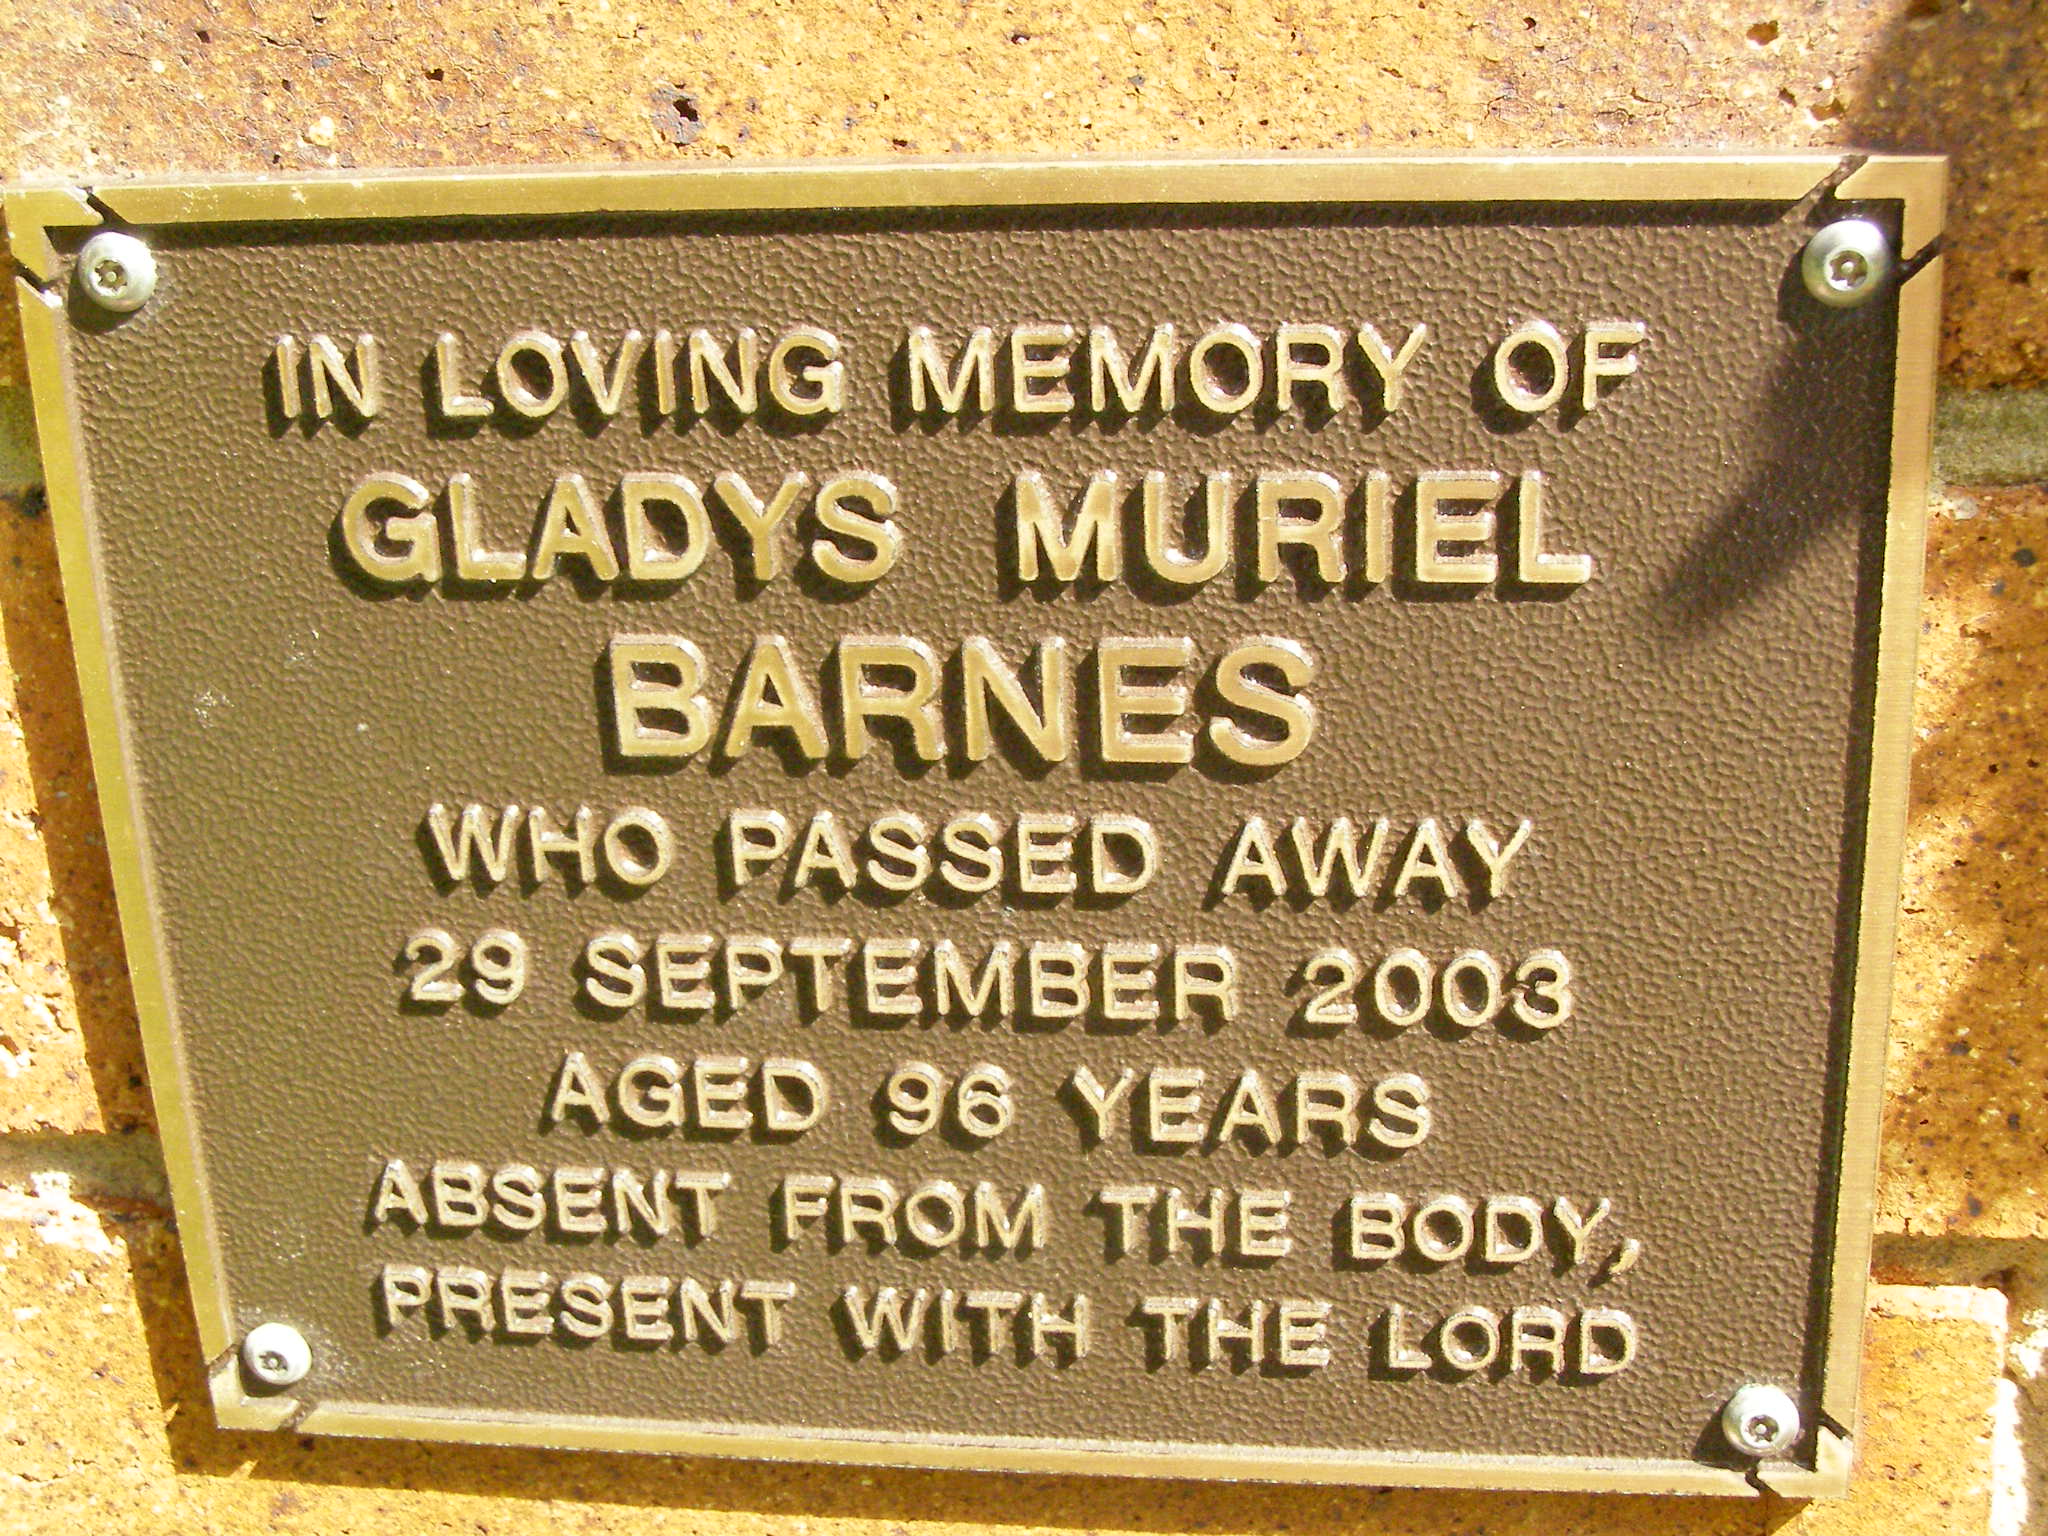 IN LOVING MEMORY OF
GLADYS MURIEL
BARNES
WHO PASSED AWAY
29 SEPTEMBER 2003
AGED 96 YEARS
ABSENT FROM THE BODY,
PRESENT WITH THE LORD